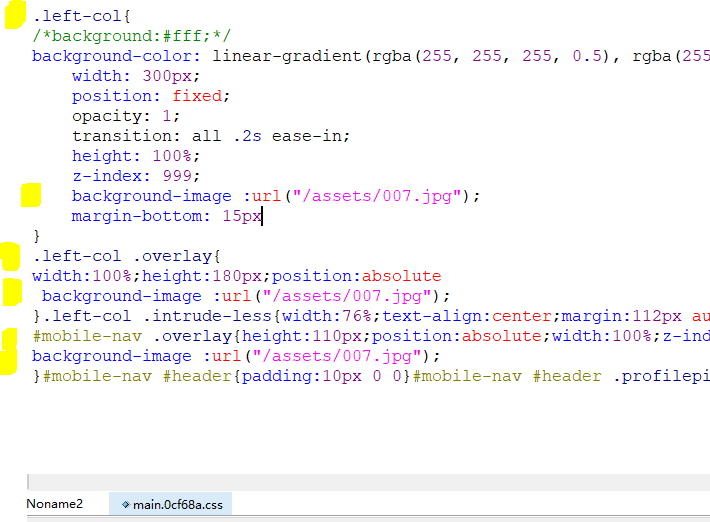 .left-col{
/*background:#fff;*/
background-color: linear-gradient(rgba(255, 255, 255, 0.5), rgba(255
width: 300px;
position: fixed;
opacity: 1;
transition: all .2s ease-in;
height: 100%;
z-index: 999;
background-image :url("/assets/007.jpg");
margin-bottom: 15px
}
.left-col .overlay{
width:100%;height:180px;position:absolute
background-image :url("/assets/007.jpg");
}.left-col .intrude-less{width:76%;text-align:center;margin:112px au
#mobile-nav .overlay{height:110px;position:absolute;width:100%;z-ind
background-image :url("/assets/007.jpg");
}#mobile-nav #header{padding:10px 0 0}#mobile-nav #header .profilepi
Noname2
main.0cf68a.css